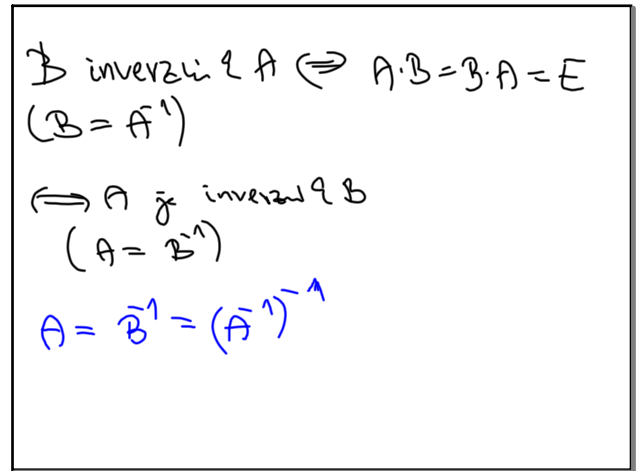 B inverzní k A ⟺ A·B = B·A = E
(B = A⁻¹)
⟺ A je inverzní k B
(A = B⁻¹)
A = B⁻¹ = (A⁻¹)⁻¹